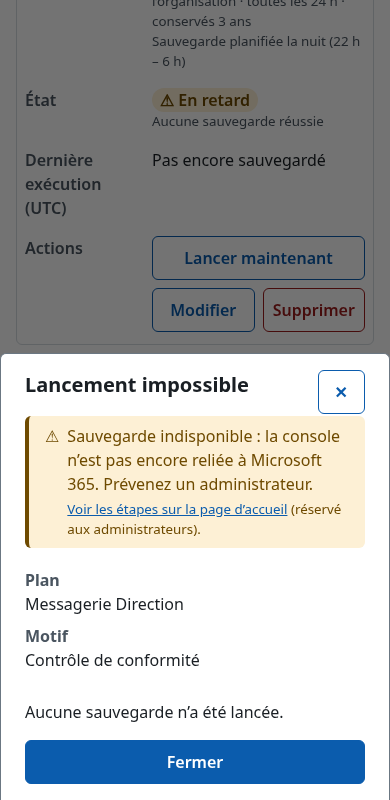 l'organisation · toutes les 24 h ·
conservés 3 ans
Sauvegarde planifiée la nuit (22 h
– 6 h)
État
⚠ En retard
Aucune sauvegarde réussie
Dernière
exécution
(UTC)
Pas encore sauvegardé
Actions
Lancer maintenant
Modifier
Supprimer
Lancement impossible
×
⚠ Sauvegarde indisponible : la console
n’est pas encore reliée à Microsoft
365. Prévenez un administrateur.
Voir les étapes sur la page d’accueil (réservé
aux administrateurs).
Plan
Messagerie Direction
Motif
Contrôle de conformité
Aucune sauvegarde n’a été lancée.
Fermer